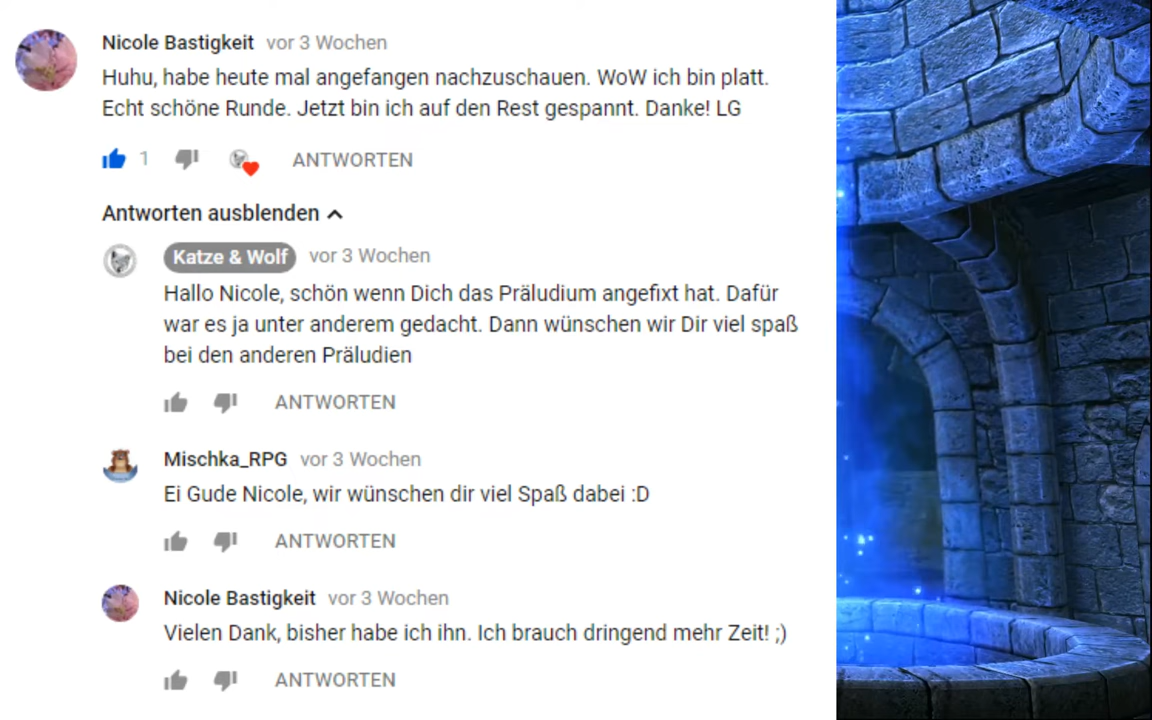 Nicole Bastigkeit vor 3 Wochen
Huhu, habe heute mal angefangen nachzuschauen. WoW ich bin platt.
Echt schöne Runde. Jetzt bin ich auf den Rest gespannt. Danke! LG
1 ANTWORTEN
Antworten ausblenden
Katze & Wolf vor 3 Wochen
Hallo Nicole, schön wenn Dich das Präludium angefixt hat. Dafür
war es ja unter anderem gedacht. Dann wünschen wir Dir viel spaß
bei den anderen Präludien
ANTWORTEN
Mischka_RPG vor 3 Wochen
Ei Gude Nicole, wir wünschen dir viel Spaß dabei :D
ANTWORTEN
Nicole Bastigkeit vor 3 Wochen
Vielen Dank, bisher habe ich ihn. Ich brauch dringend mehr Zeit! ;)
ANTWORTEN